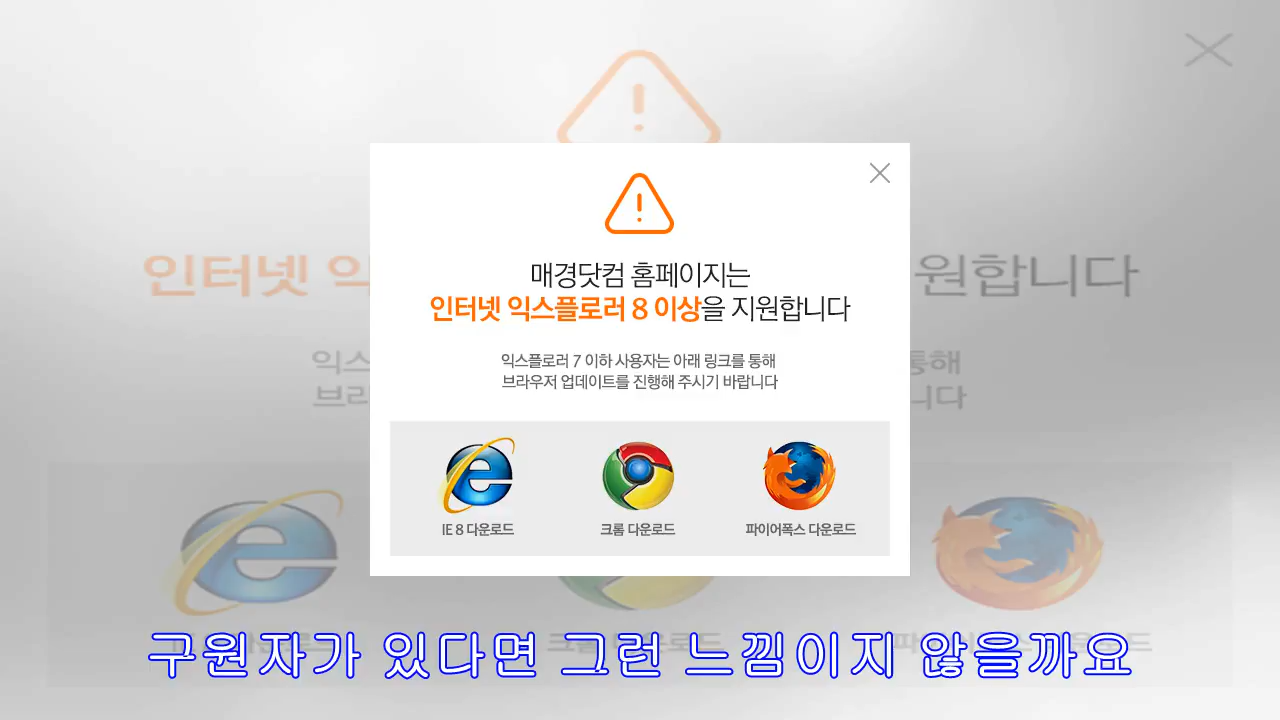 매경닷컴 홈페이지는
인터넷 익스플로러 8 이상을 지원합니다
익스플로러 7 이하 사용자는 아래 링크를 통해
브라우저 업데이트를 진행해 주시기 바랍니다
iE 8 다운로드
크롬 다운로드
파이어폭스 다운로드
구원자가 있다면 그런 느낌이지 않을까요